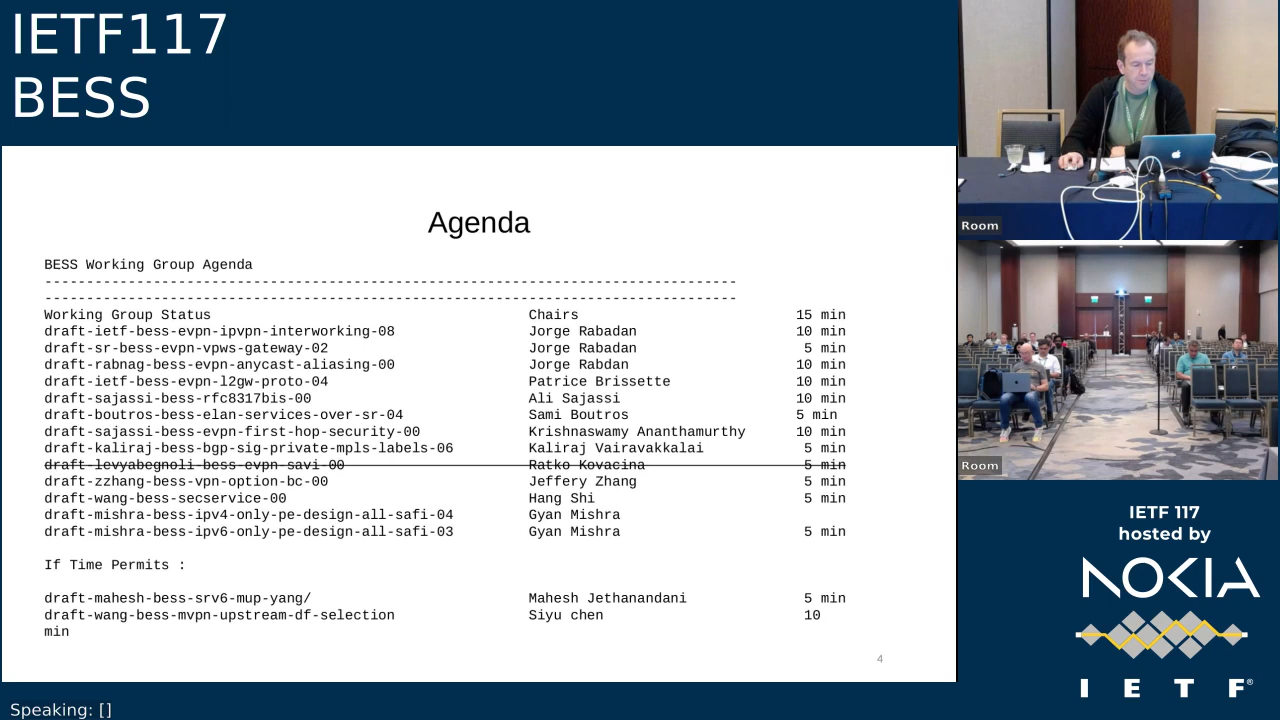 IETF117
BESS
Agenda
BESS Working Group Agenda
-----------------------------------------------------------------------------------
-----------------------------------------------------------------------------------
Working Group Status Chairs 15 min
draft-ietf-bess-evpn-ipvpn-interworking-08 Jorge Rabadan 10 min
draft-sr-bess-evpn-vpws-gateway-02 Jorge Rabadan 5 min
draft-rabnag-bess-evpn-anycast-aliasing-00 Jorge Rabdan 10 min
draft-ietf-bess-evpn-l2gw-proto-04 Patrice Brissette 10 min
draft-sajassi-bess-rfc8317bis-00 Ali Sajassi 10 min
draft-boutros-bess-elan-services-over-sr-04 Sami Boutros 5 min
draft-sajassi-bess-evpn-first-hop-security-00 Krishnaswamy Ananthamurthy 10 min
draft-kaliraj-bess-bgp-sig-private-mpls-labels-06 Kaliraj Vairavakkalai 5 min
draft-levyabegnoli-bess-evpn-savi-00 Ratko Kovacina 5 min
draft-zzhang-bess-vpn-option-bc-00 Jeffery Zhang 5 min
draft-wang-bess-secservice-00 Hang Shi 5 min
draft-mishra-bess-ipv4-only-pe-design-all-safi-04 Gyan Mishra
draft-mishra-bess-ipv6-only-pe-design-all-safi-03 Gyan Mishra 5 min
If Time Permits :
draft-mahesh-bess-srv6-mup-yang/ Mahesh Jethanandani 5 min
draft-wang-bess-mvpn-upstream-df-selection Siyu chen 10
min
4
Speaking: []
Room
Room
IETF 117
hosted by
NOKIA
I E T F®